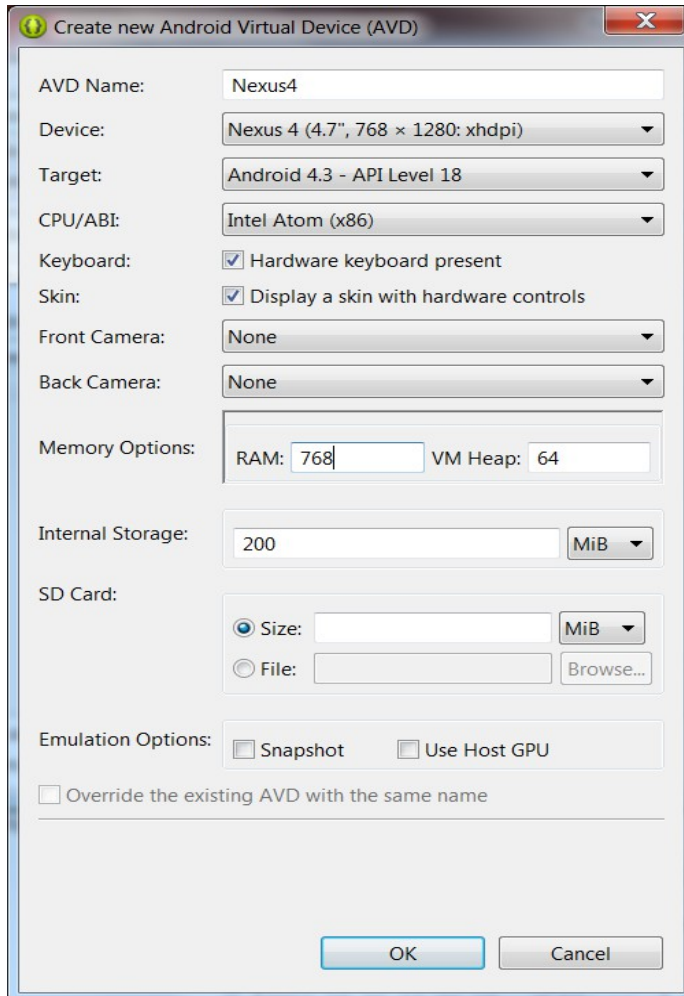 Create new Android Virtual Device (AVD)
AVD Name: Nexus4
Device: Nexus 4 (4.7", 768 × 1280: xhdpi)
Target: Android 4.3 - API Level 18
CPU/ABI: Intel Atom (x86)
Keyboard: Hardware keyboard present
Skin: Display a skin with hardware controls
Front Camera: None
Back Camera: None
Memory Options: RAM: 768 VM Heap: 64
Internal Storage: 200 MiB
SD Card:
Size: MiB
File: Browse...
Emulation Options: Snapshot Use Host GPU
Override the existing AVD with the same name
OK Cancel